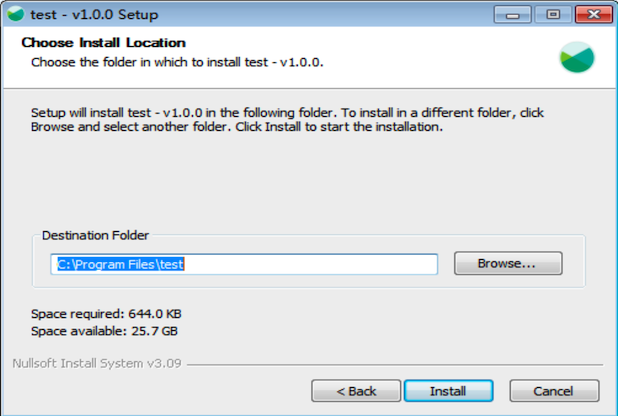 test - v1.0.0 Setup
Choose Install Location
Choose the folder in which to install test - v1.0.0.
Setup will install test - v1.0.0 in the following folder. To install in a different folder, click
Browse and select another folder. Click Install to start the installation.
Destination Folder
C:\Program Files\test
Browse...
Space required: 644.0 KB
Space available: 25.7 GB
Nullsoft Install System v3.09
< Back
Install
Cancel